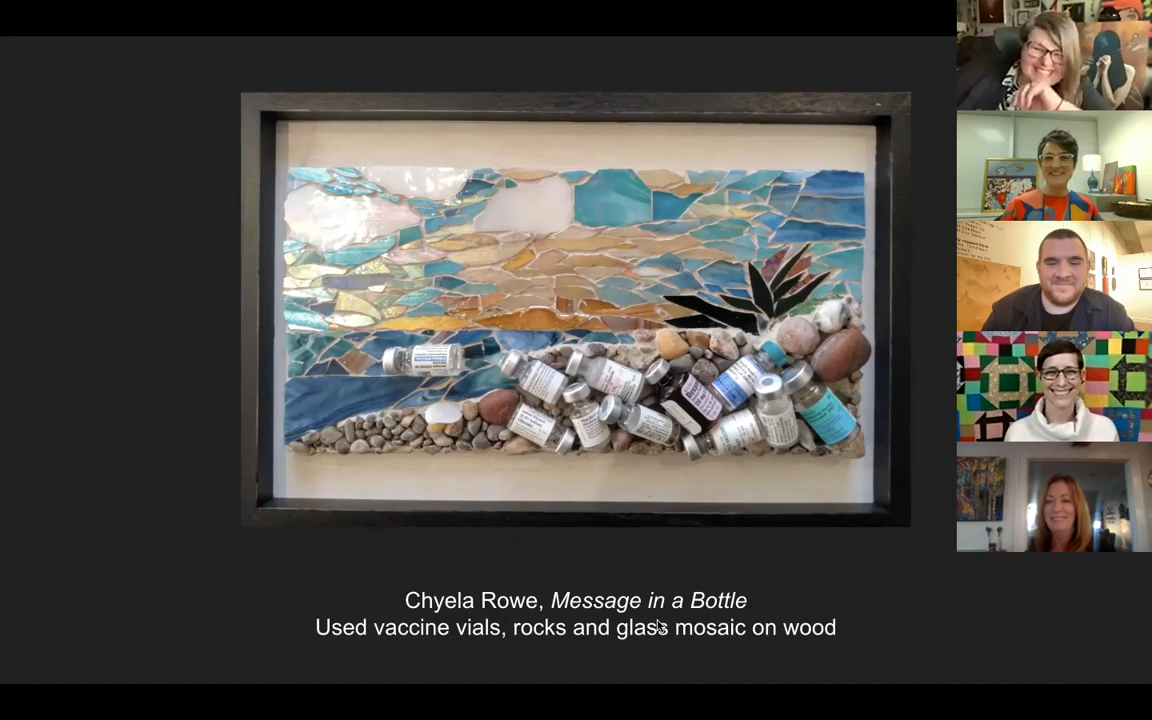 Chyela Rowe, Message in a Bottle
Used vaccine vials, rocks and glass mosaic on wood